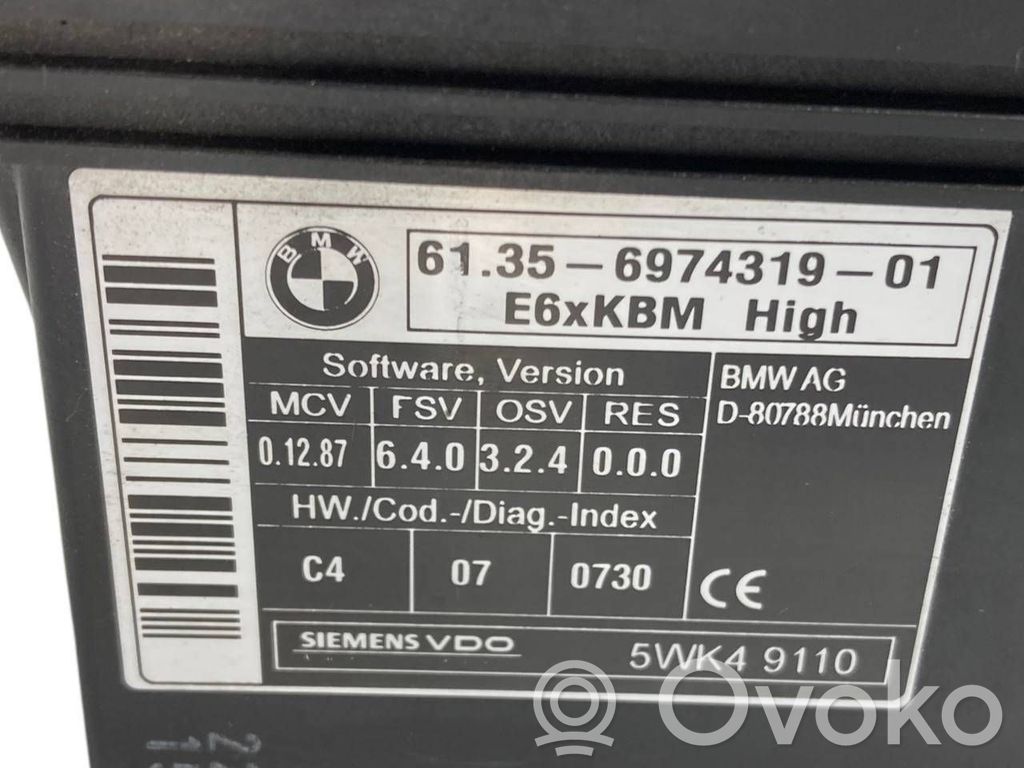 BMW
61.35-6974319-01
E6xKBM High
Software, Version
MCV FSV OSV RES
0.12.87 6.4.0 3.2.4 0.0.0
HW./Cod.-/Diag.-Index
C4 07 0730
BMW AG
D-80788München
CE
SIEMENS VDO 5WK4 9110
Ovoko